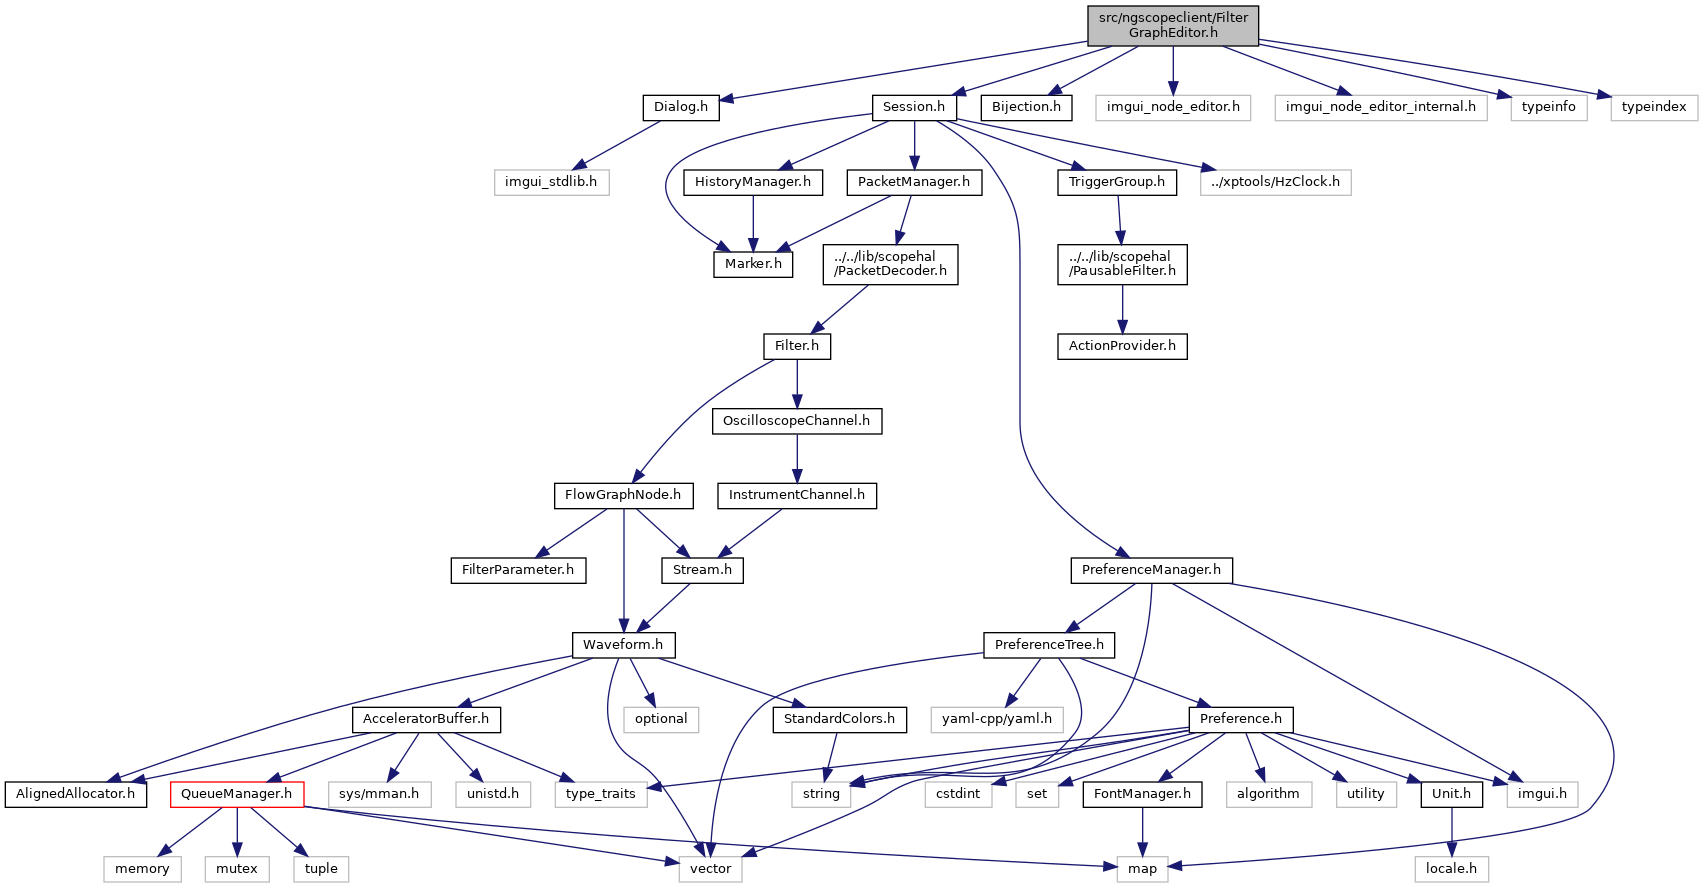 src/ngscopeclient/Filter
GraphEditor.h
Dialog.h
Session.h
Bijection.h
imgui_node_editor.h
imgui_node_editor_internal.h
typeinfo
typeindex
imgui_stdlib.h
HistoryManager.h
PacketManager.h
TriggerGroup.h
../xptools/HzClock.h
Marker.h
../../lib/scopehal
/PacketDecoder.h
../../lib/scopehal
/PausableFilter.h
Filter.h
ActionProvider.h
OscilloscopeChannel.h
FlowGraphNode.h
InstrumentChannel.h
FilterParameter.h
Stream.h
PreferenceManager.h
Waveform.h
PreferenceTree.h
AcceleratorBuffer.h
optional
StandardColors.h
yaml-cpp/yaml.h
Preference.h
AlignedAllocator.h
QueueManager.h
sys/mman.h
unistd.h
type_traits
string
cstdint
set
FontManager.h
algorithm
utility
Unit.h
imgui.h
memory
mutex
tuple
vector
map
locale.h